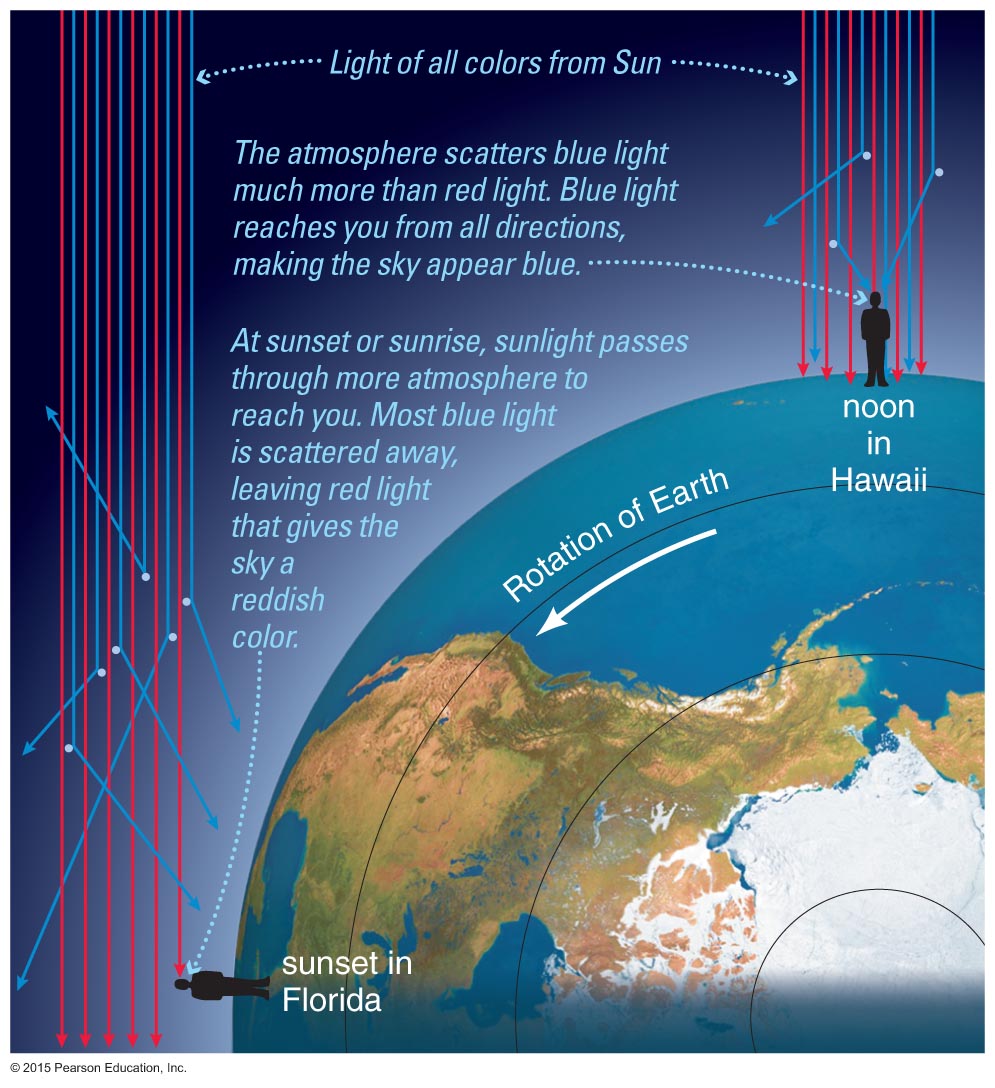 Light of all colors from Sun
The atmosphere scatters blue light
much more than red light. Blue light
reaches you from all directions,
making the sky appear blue.
At sunset or sunrise, sunlight passes
through more atmosphere to
reach you. Most blue light
is scattered away,
leaving red light
that gives the
sky a
reddish
color.
noon
in
Hawaii
Rotation of Earth
sunset in
Florida
© 2015 Pearson Education, Inc.